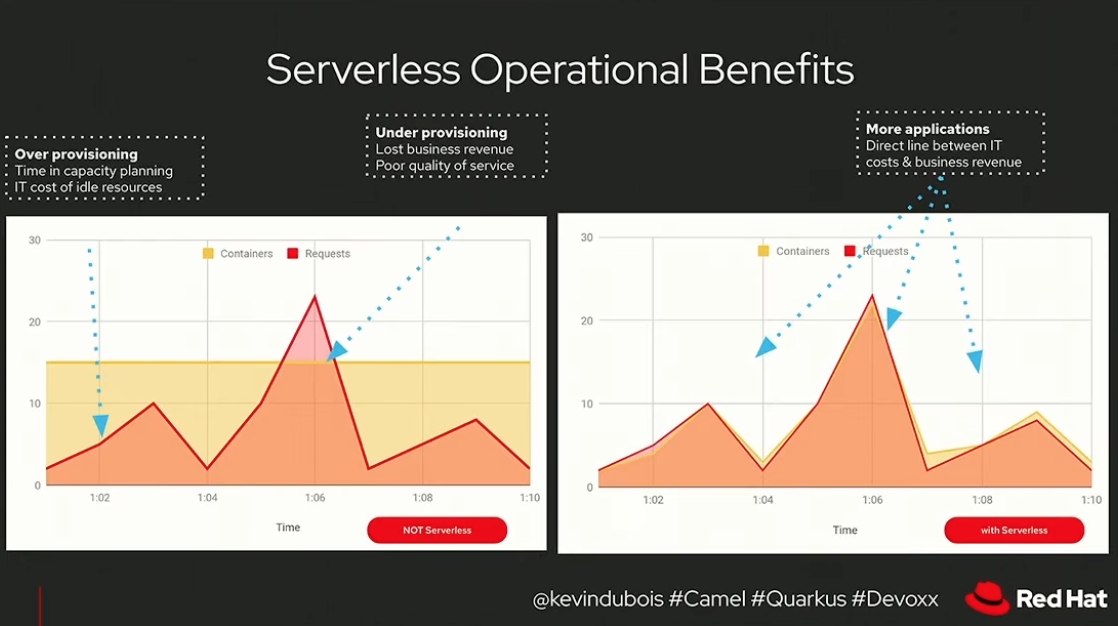 Serverless Operational Benefits
Over provisioning
Time in capacity planning
IT cost of idle resources
Under provisioning
Lost business revenue
Poor quality of service
More applications
Direct line between IT
costs & business revenue
30
20
10
0
Containers Requests
1:02 1:04 1:06 1:08 1:10
Time
NOT Serverless
30
20
10
0
Containers Requests
1:02 1:04 1:06 1:08 1:10
Time
with Serverless
@kevindubois #Camel #Quarkus #Devoxx
Red Hat